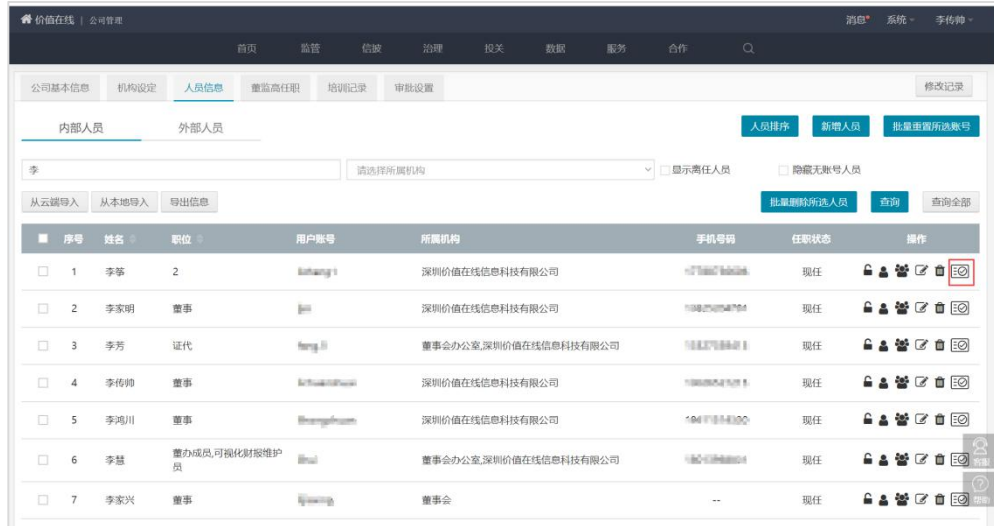 价值在线 | 公司管理 消息 系统 李传帅
首页 监管 信披 治理 投关 数据 服务 合作
公司基本信息 机构设定 人员信息 董监高任职 培训记录 审批设置 修改记录
内部人员 外部人员 人员排序 新增人员 批量重置所选账号
李 请选择所属机构 显示离任人员 隐藏无账号人员
从云端导入 从本地导入 导出信息 批量删除所选人员 查询 查询全部
序号 姓名 职位 用户账号 所属机构 手机号码 任职状态 操作
1 李筝 2 深圳价值在线信息科技有限公司 现任
2 李家明 董事 深圳价值在线信息科技有限公司 现任
3 李芳 证代 董事会办公室,深圳价值在线信息科技有限公司 现任
4 李传帅 董事 深圳价值在线信息科技有限公司 现任
5 李鸿川 董事 深圳价值在线信息科技有限公司 现任
6 李慧 董办成员,可视化财报维护员 董事会办公室,深圳价值在线信息科技有限公司 现任
客服
7 李家兴 董事 董事会 -- 现任
帮助